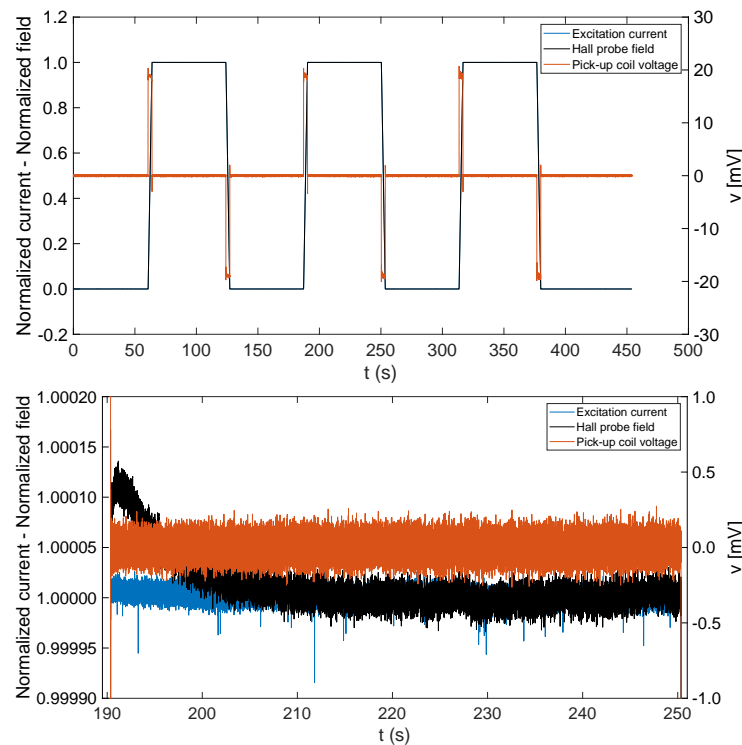 Normalized current - Normalized field
1.2
1.0
0.8
0.6
0.4
0.2
0.0
-0.2
0 50 100 150 200 250 300 350 400 450 500
t (s)
30
20
10
0
-10
-20
-30
v [mV]
Excitation current
Hall probe field
Pick-up coil voltage
Normalized current - Normalized field
1.00020
1.00015
1.00010
1.00005
1.00000
0.99995
0.99990
190 200 210 220 230 240 250
t (s)
1.0
0.5
0.0
-0.5
-1.0
v [mV]
Excitation current
Hall probe field
Pick-up coil voltage